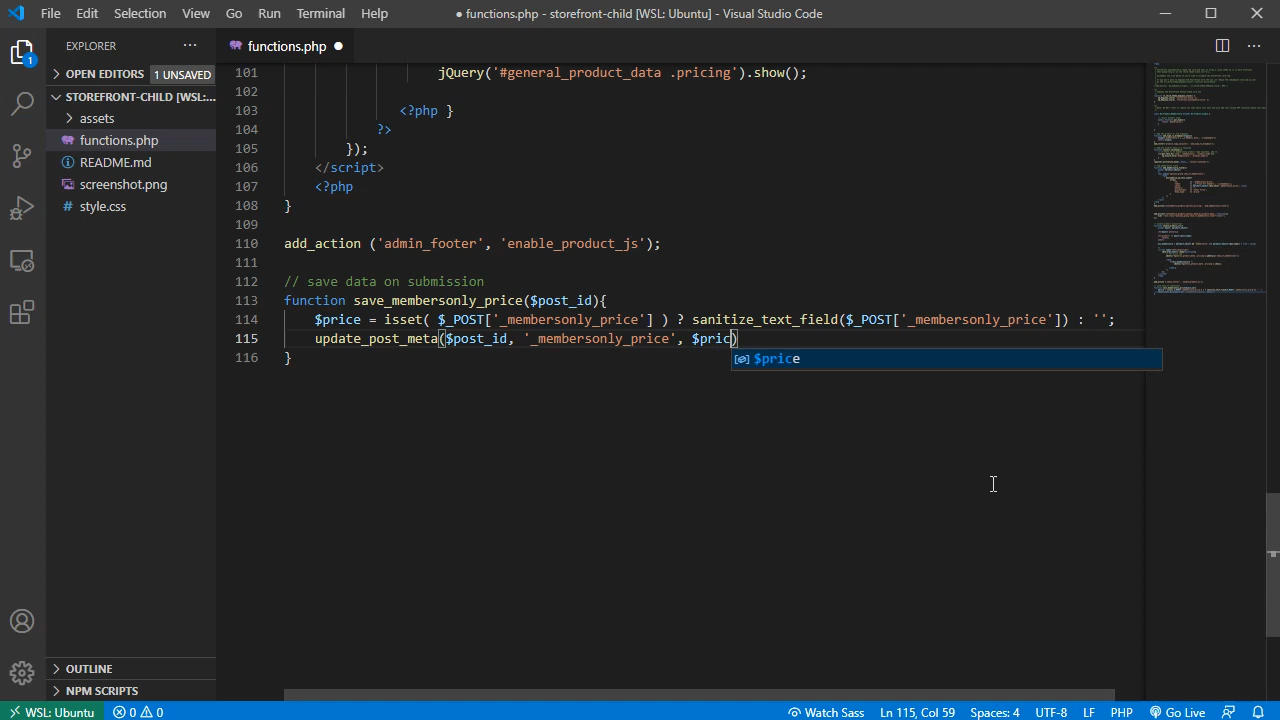 File Edit Selection View Go Run Terminal Help ● functions.php - storefront-child [WSL: Ubuntu] - Visual Studio Code
EXPLORER ... functions.php ● ...
OPEN EDITORS 1 UNSAVED
STOREFRONT-CHILD [WSL:...
assets
functions.php
README.md
screenshot.png
style.css
1
101 jQuery('#general_product_data .pricing').show();
102
103 <?php }
104 ?>
105 });
106 </script>
107 <?php
108 }
109
110 add_action ('admin_footer', 'enable_product_js');
111
112 // save data on submission
113 function save_membersonly_price($post_id){
114 $price = isset( $_POST['_membersonly_price'] ) ? sanitize_text_field($_POST['_membersonly_price']) : '';
115 update_post_meta($post_id, '_membersonly_price', $pric)
$price
116 }
OUTLINE
NPM SCRIPTS
WSL: Ubuntu 0 0 Watch Sass Ln 115, Col 59 Spaces: 4 UTF-8 LF PHP Go Live